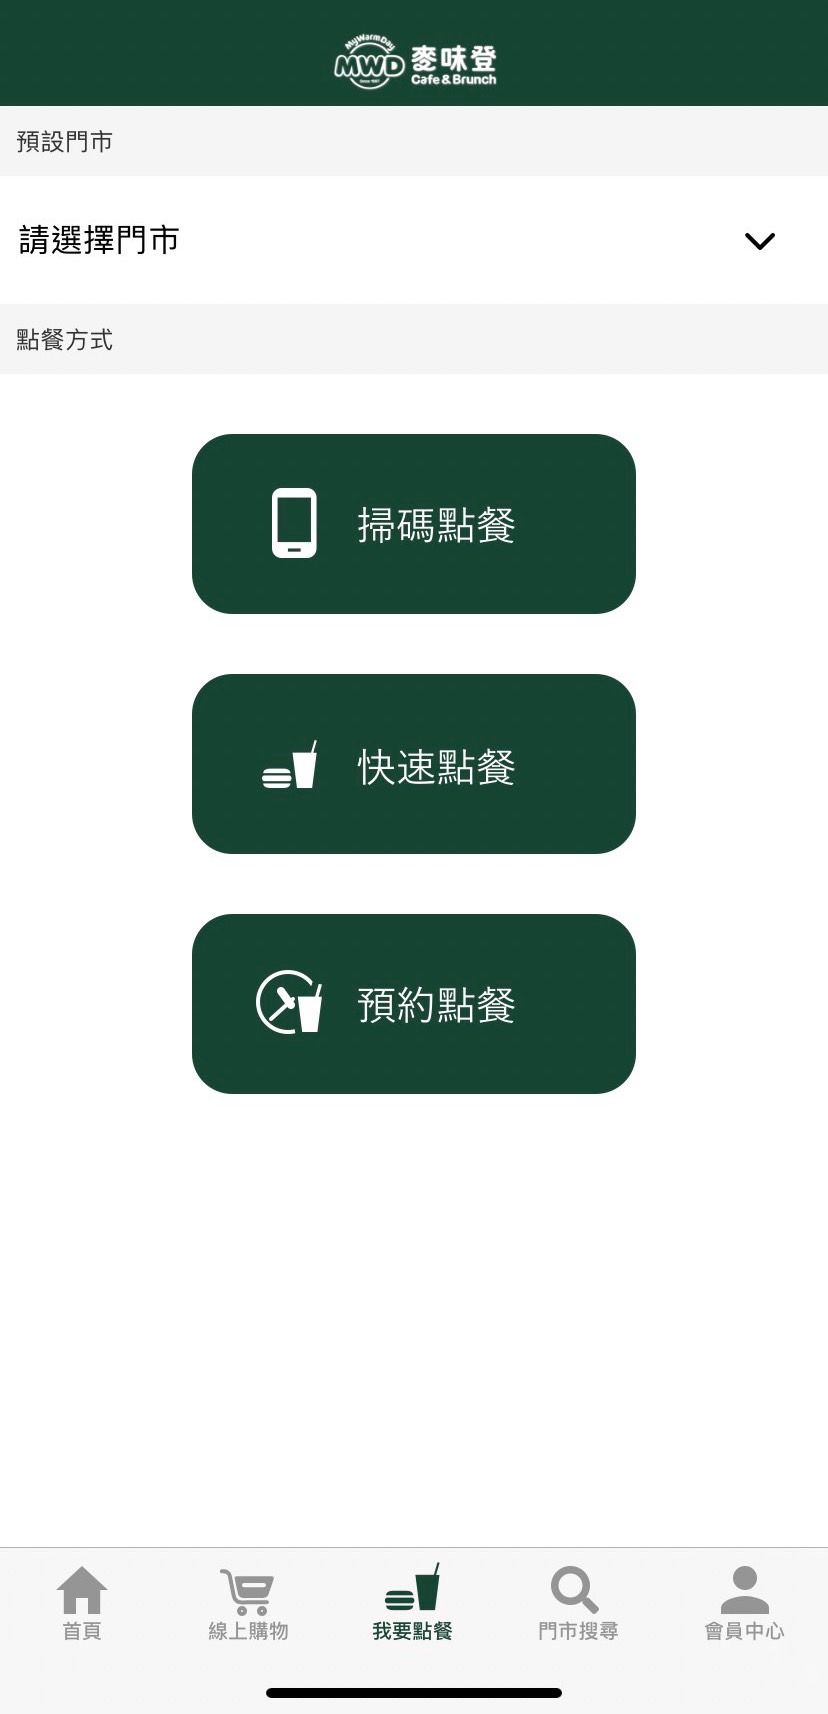 MyWarmDay
MWD
麥味登
Cafe & Brunch
預設門市
請選擇門市
點餐方式
掃碼點餐
快速點餐
預約點餐
首頁
線上購物
我要點餐
門市搜尋
會員中心